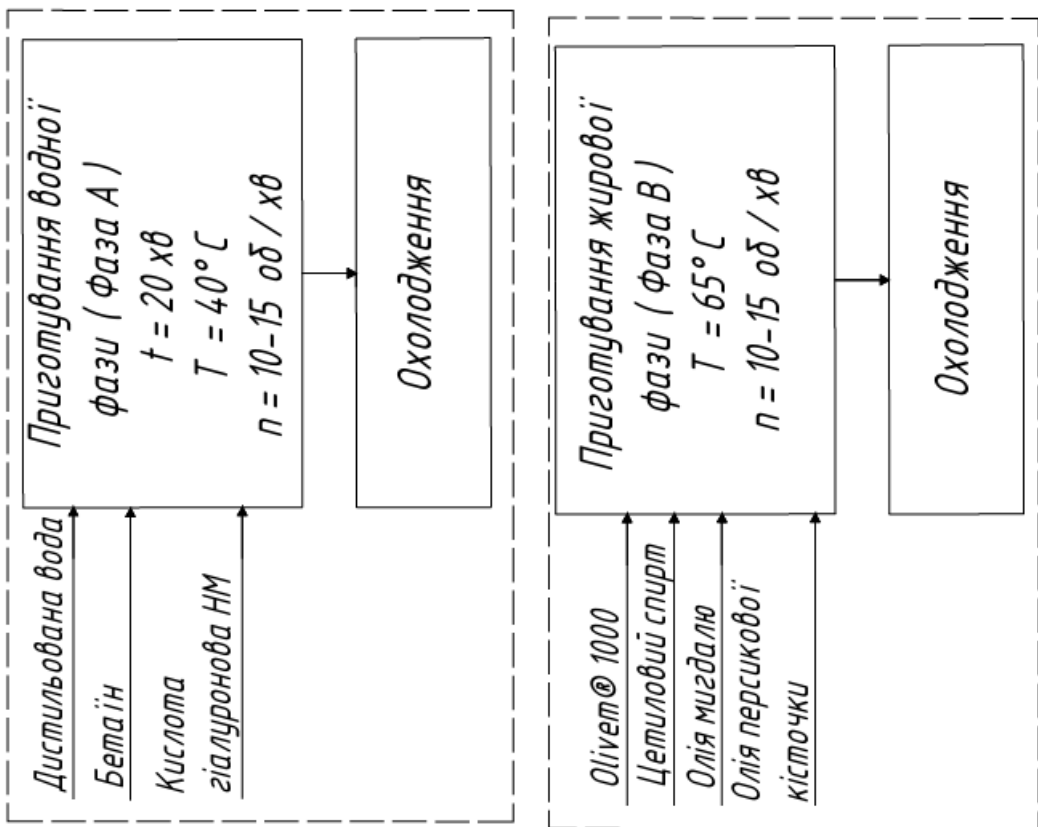 Дистильована вода
Бетаїн
Кислота
гіалуронова НМ
Приготування водної
фази ( Фаза А )
t = 20 хв
T = 40° C
n = 10-15 об / хв
Охолодження
Olivem® 1000
Цетиловий спирт
Олія мигдалю
Олія персикової
кісточки
Приготування жирової
фази ( Фаза В )
T = 65° C
n = 10-15 об / хв
Охолодження